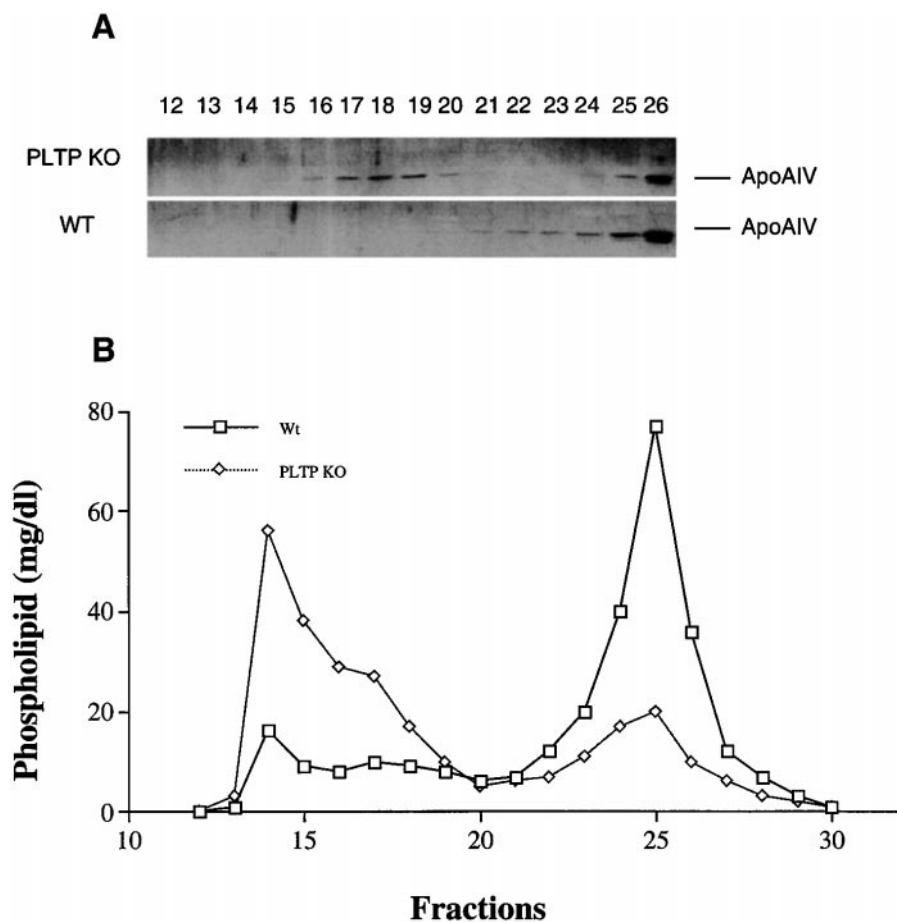 A
12 13 14 15 16 17 18 19 20 21 22 23 24 25 26
PLTP KO
ApoAIV
WT
ApoAIV
B
80
60
40
20
0
Phospholipid (mg/dl)
Wt
PLTP KO
10 15 20 25 30
Fractions